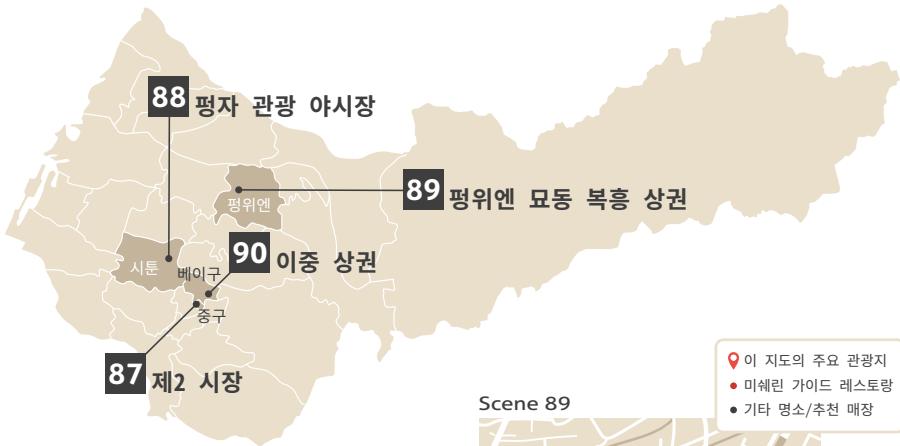 88 펑자 관광 야시장
89 펑위엔 묘동 복흥 상권
펑위엔
90 이중 상권
시툰
베이구
중구
87 제2 시장
이 지도의 주요 관광지
미쉐린 가이드 레스토랑
기타 명소/추천 매장
Scene 89